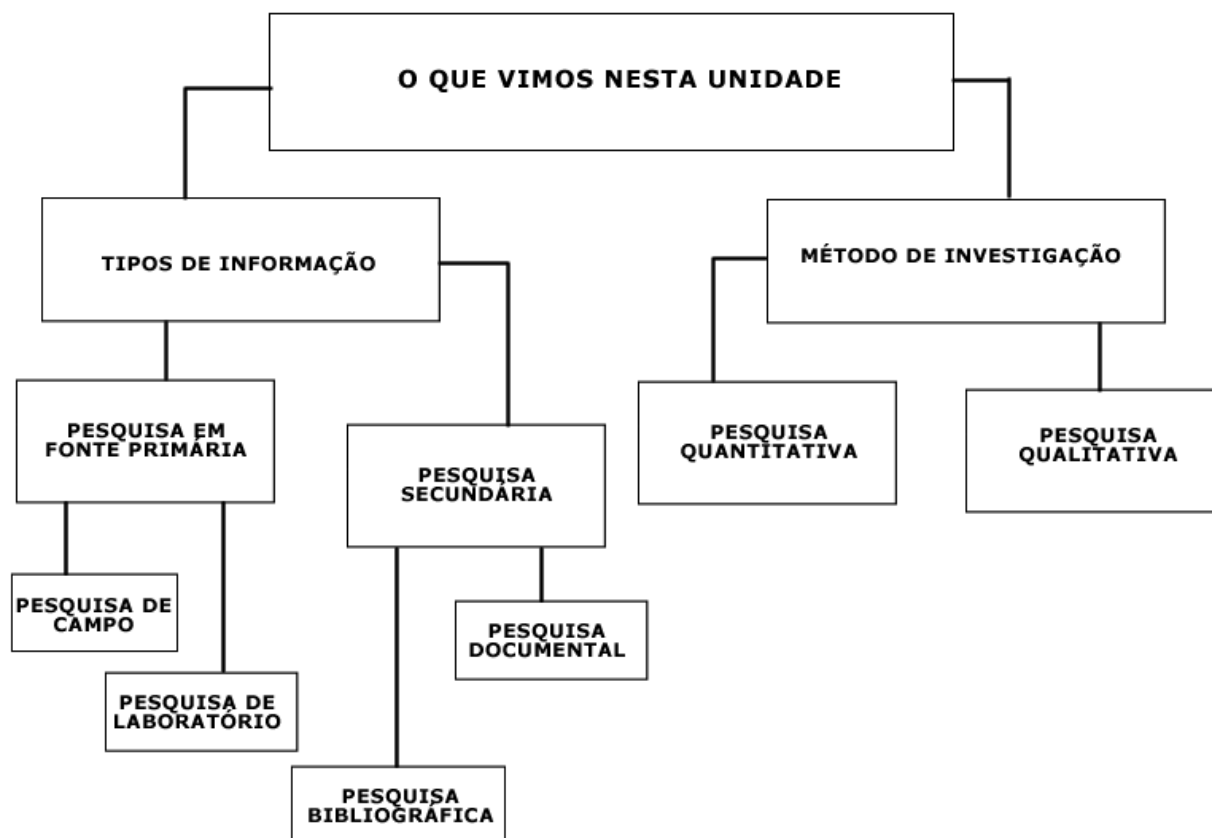 O QUE VIMOS NESTA UNIDADE
TIPOS DE INFORMAÇÃO
MÉTODO DE INVESTIGAÇÃO
PESQUISA EM
FONTE PRIMÁRIA
PESQUISA
SECUNDÁRIA
PESQUISA
QUANTITATIVA
PESQUISA
QUALITATIVA
PESQUISA DE
CAMPO
PESQUISA DE
LABORATÓRIO
PESQUISA
DOCUMENTAL
PESQUISA
BIBLIOGRÁFICA